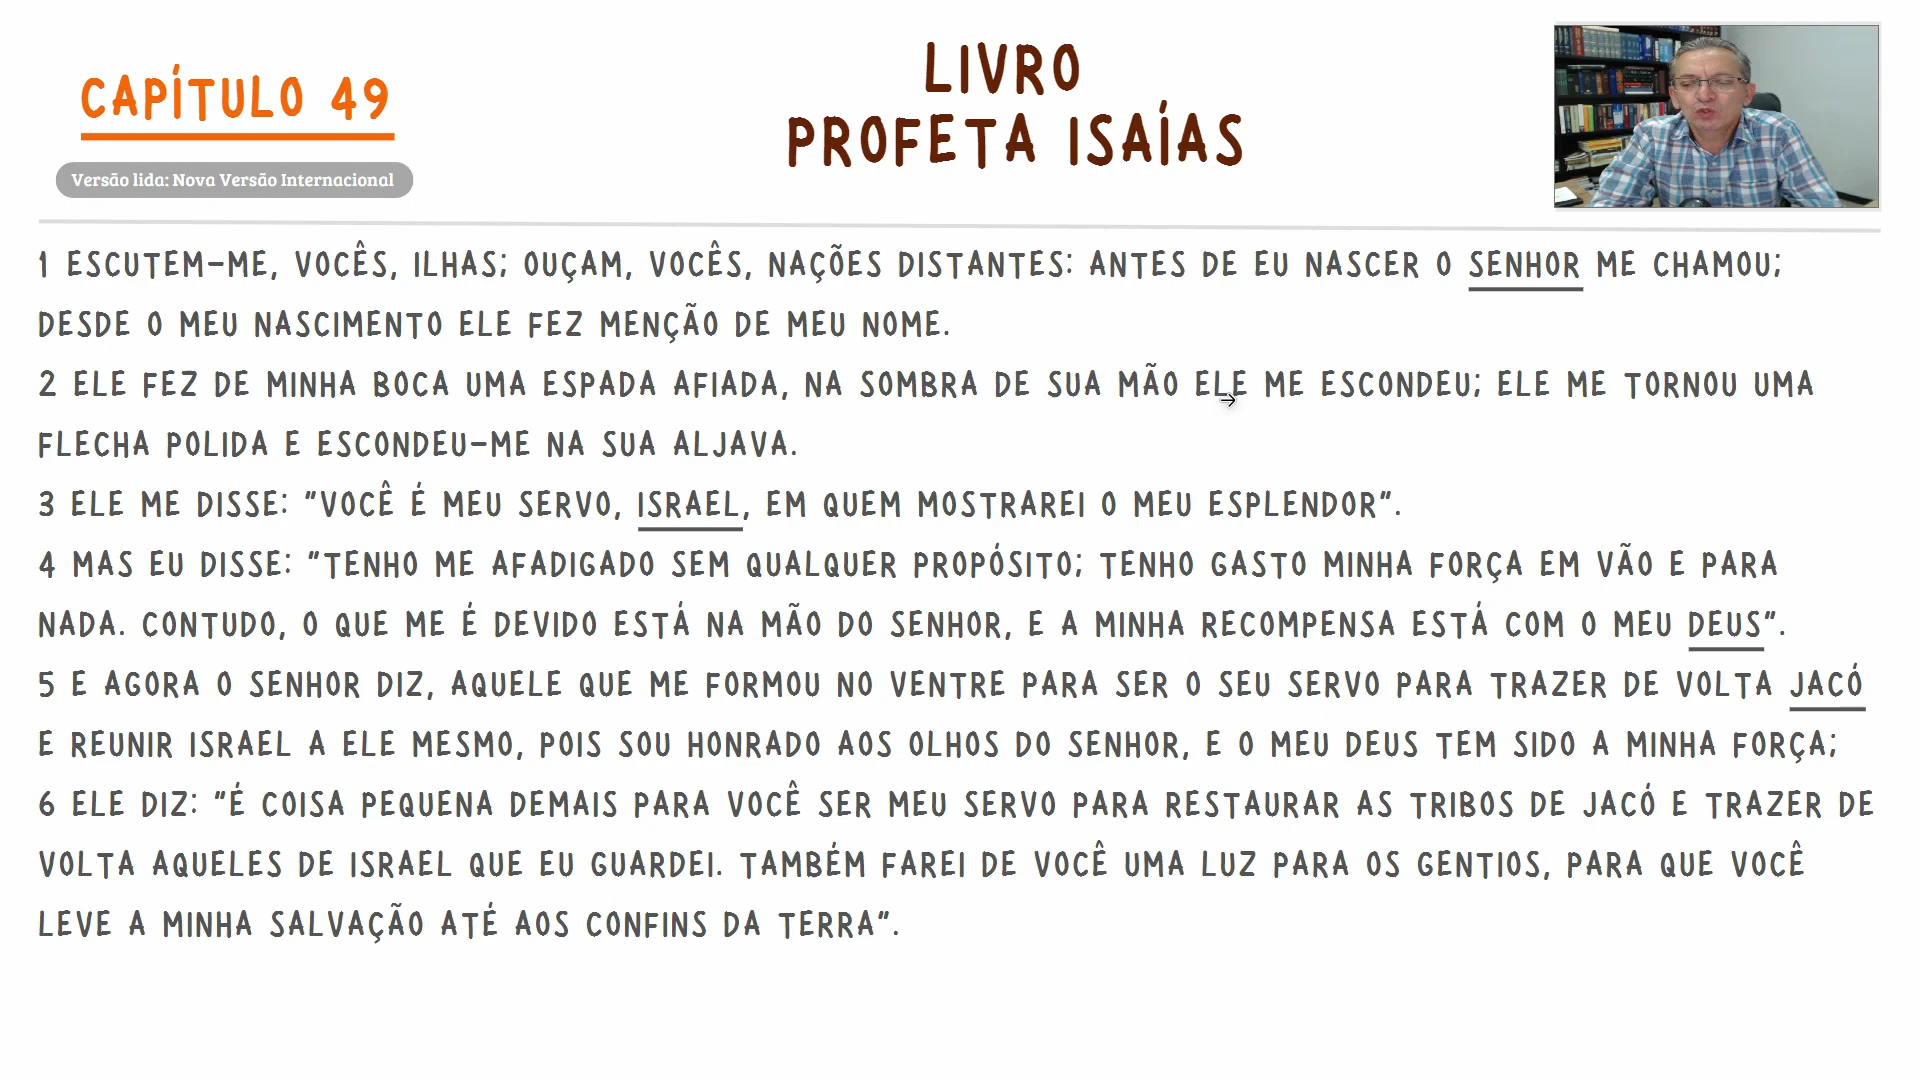 CAPÍTULO 49
Versão lida: Nova Versão Internacional
LIVRO
PROFETA ISAÍAS
1 ESCUTEM-ME, VOCÊS, ILHAS; OUÇAM, VOCÊS, NAÇÕES DISTANTES: ANTES DE EU NASCER O SENHOR ME CHAMOU;
DESDE O MEU NASCIMENTO ELE FEZ MENÇÃO DE MEU NOME.
2 ELE FEZ DE MINHA BOCA UMA ESPADA AFIADA, NA SOMBRA DE SUA MÃO ELE ME ESCONDEU; ELE ME TORNOU UMA
FLECHA POLIDA E ESCONDEU-ME NA SUA ALJAVA.
3 ELE ME DISSE: "VOCÊ É MEU SERVO, ISRAEL, EM QUEM MOSTRAREI O MEU ESPLENDOR".
4 MAS EU DISSE: "TENHO ME AFADIGADO SEM QUALQUER PROPÓSITO; TENHO GASTO MINHA FORÇA EM VÃO E PARA
NADA. CONTUDO, O QUE ME É DEVIDO ESTÁ NA MÃO DO SENHOR, E A MINHA RECOMPENSA ESTÁ COM O MEU DEUS".
5 E AGORA O SENHOR DIZ, AQUELE QUE ME FORMOU NO VENTRE PARA SER O SEU SERVO PARA TRAZER DE VOLTA JACÓ
E REUNIR ISRAEL A ELE MESMO, POIS SOU HONRADO AOS OLHOS DO SENHOR, E O MEU DEUS TEM SIDO A MINHA FORÇA;
6 ELE DIZ: "É COISA PEQUENA DEMAIS PARA VOCÊ SER MEU SERVO PARA RESTAURAR AS TRIBOS DE JACÓ E TRAZER DE
VOLTA AQUELES DE ISRAEL QUE EU GUARDEI. TAMBÉM FAREI DE VOCÊ UMA LUZ PARA OS GENTIOS, PARA QUE VOCÊ
LEVE A MINHA SALVAÇÃO ATÉ AOS CONFINS DA TERRA".